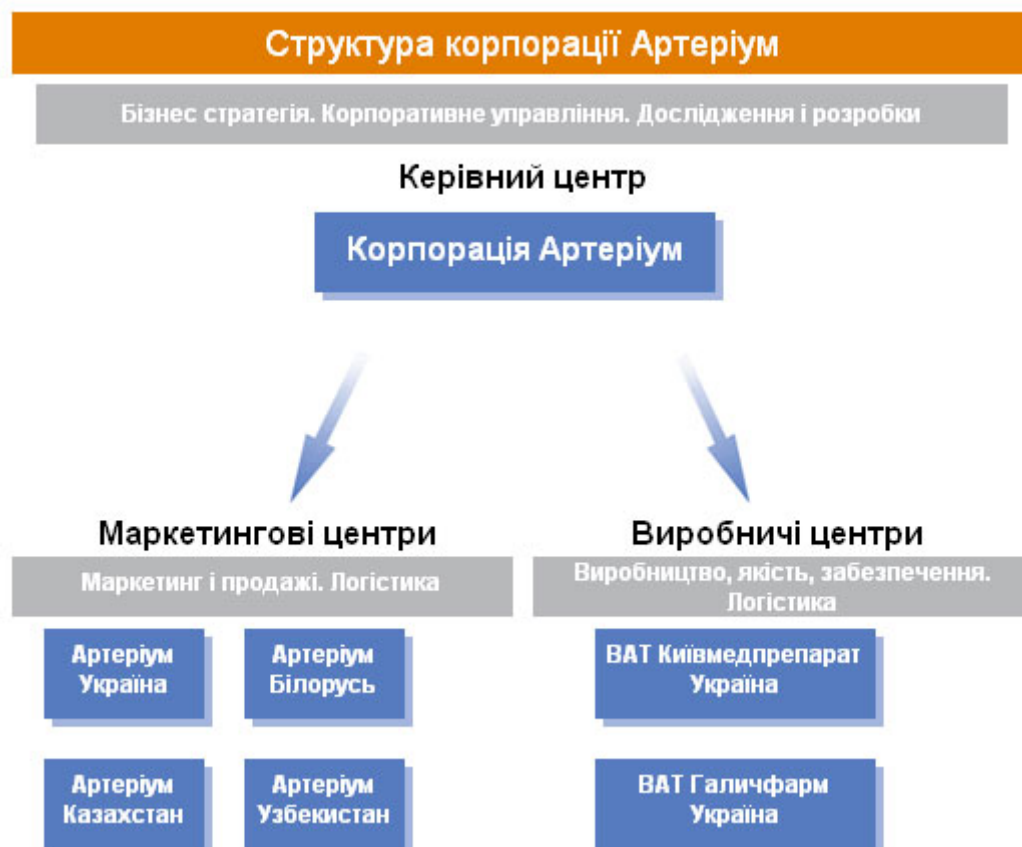 Структура корпорації Артеріум
Бізнес стратегія. Корпоративне управління. Дослідження і розробки
Керівний центр
Корпорація Артеріум
Маркетингові центри
Маркетинг і продажі. Логістика
Артеріум
Україна
Артеріум
Білорусь
Артеріум
Казахстан
Артеріум
Узбекистан
Виробничі центри
Виробництво, якість, забезпечення.
Логістика
ВАТ Київмедпрепарат
Україна
ВАТ Галичфарм
Україна